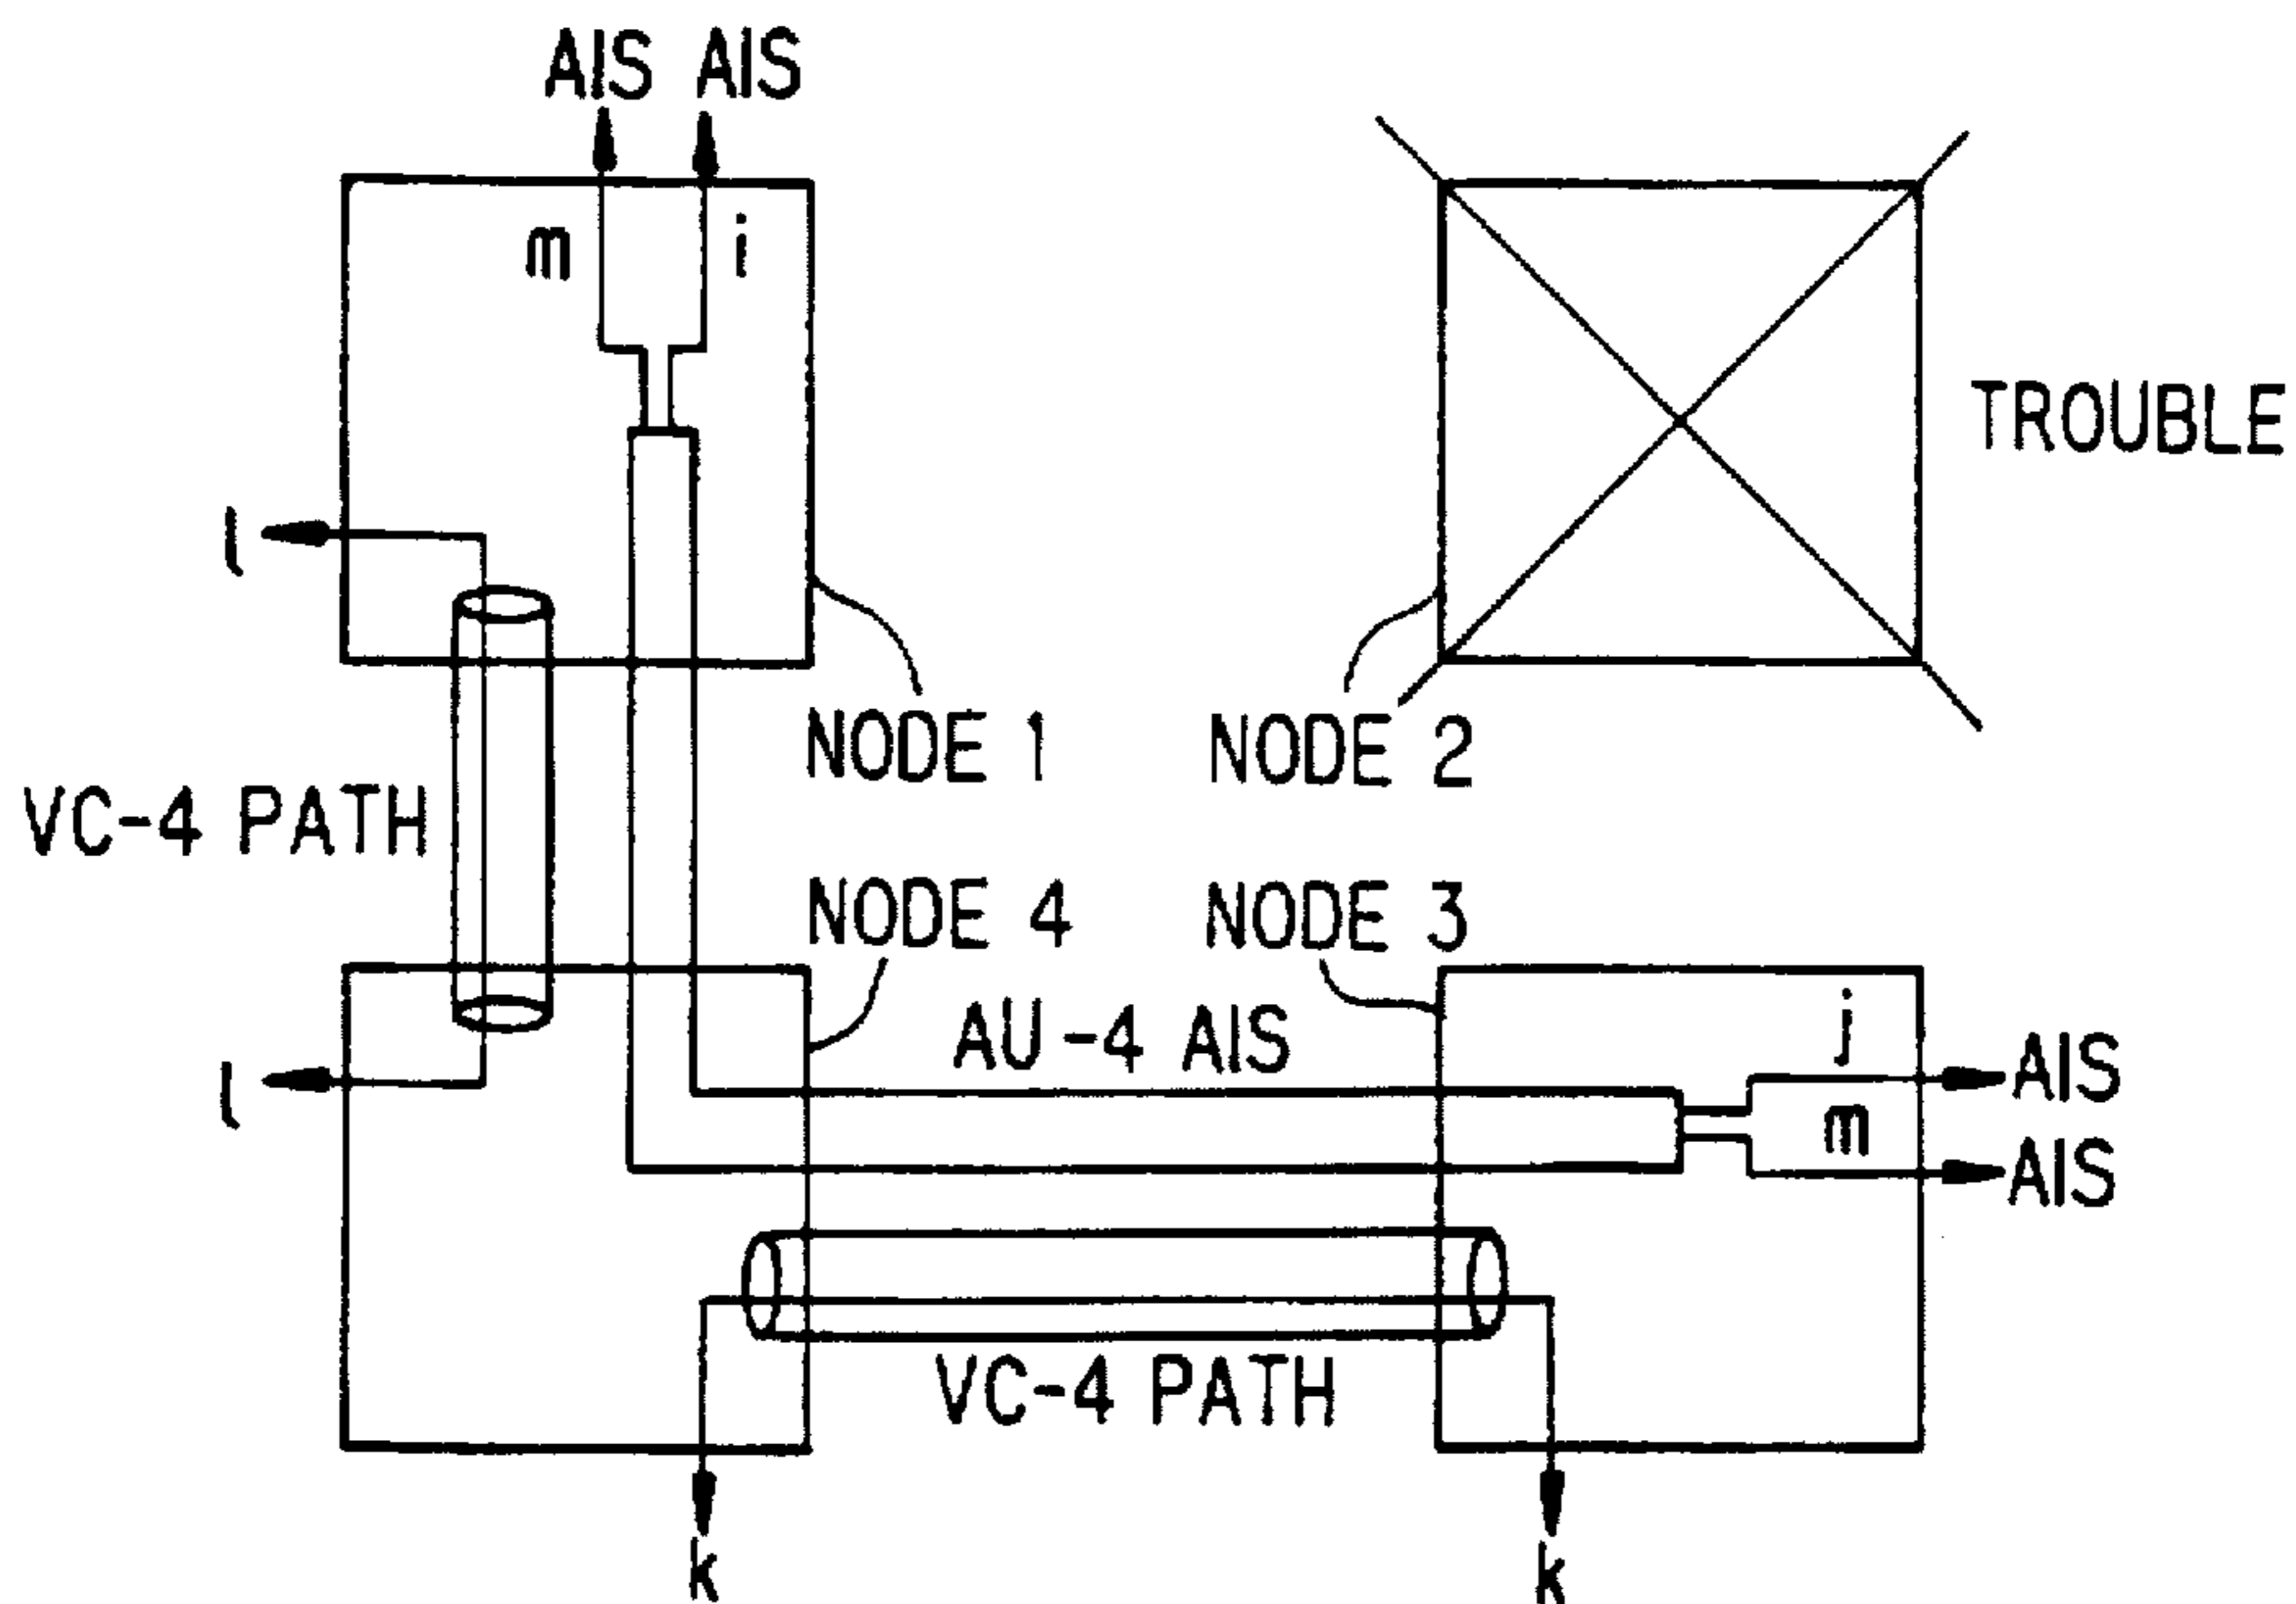 AIS AIS
m i
TROUBLE
l
NODE 1 NODE 2
VC-4 PATH
NODE 4 NODE 3
AU-4 AIS j
AIS
l
m
AIS
VC-4 PATH
k k